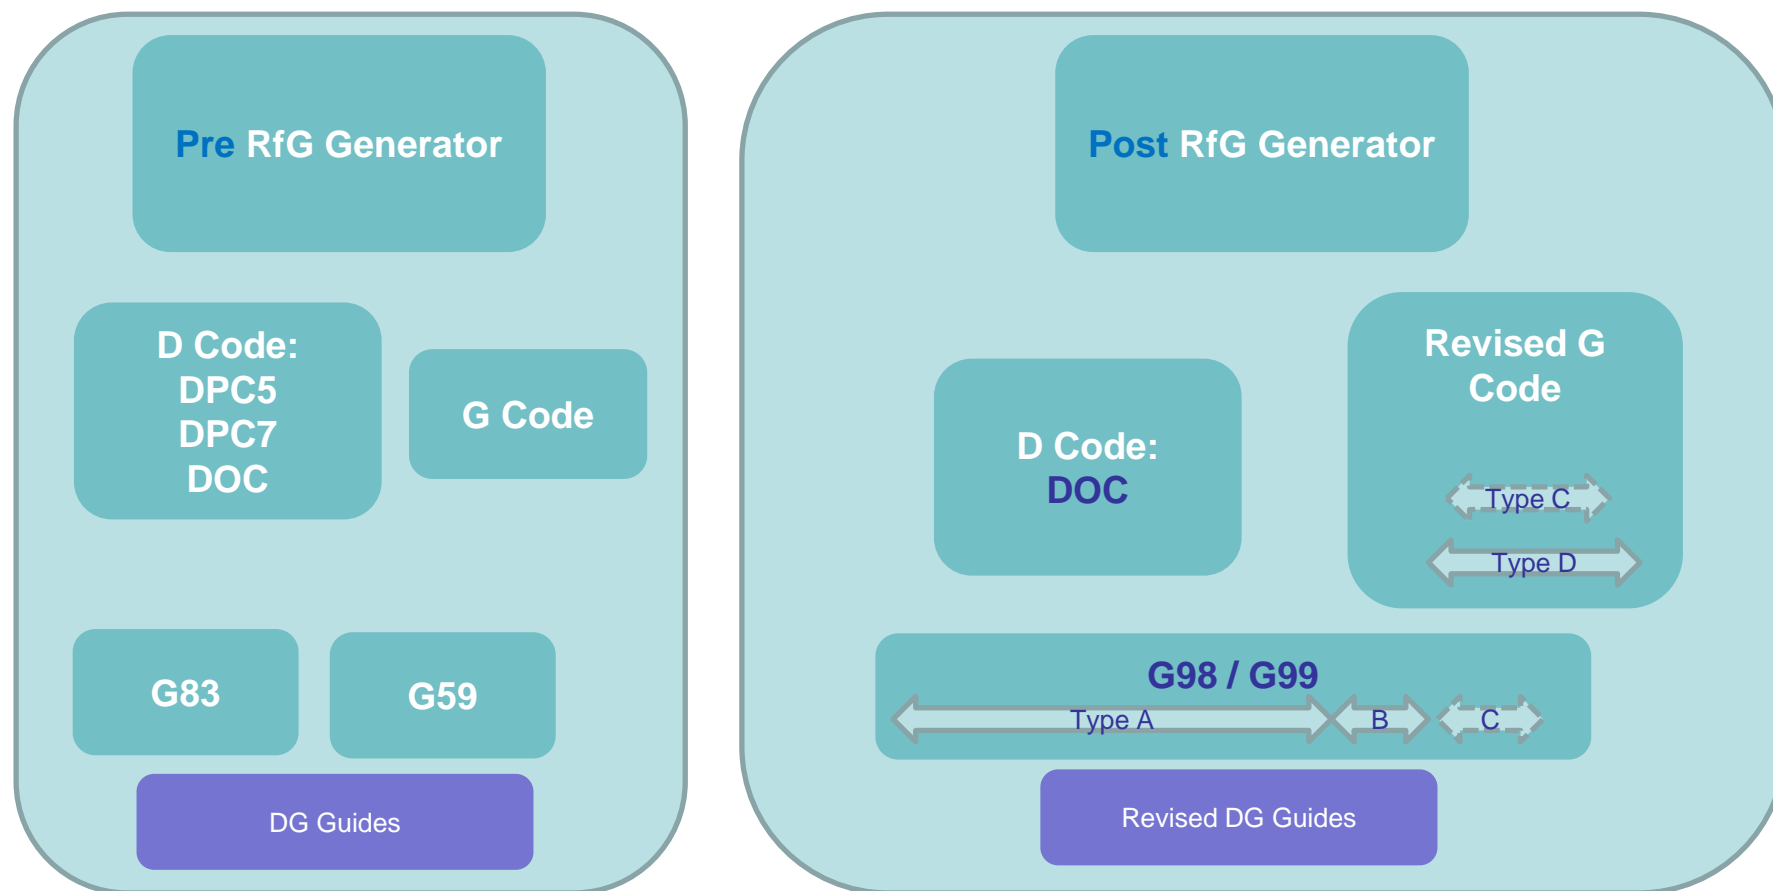 Pre RfG Generator
D Code:
DPC5
DPC7
DOC
G Code
G83
G59
DG Guides
Post RfG Generator
D Code:
DOC
Revised G
Code
Type C
Type D
G98 / G99
Type A
B
C
Revised DG Guides